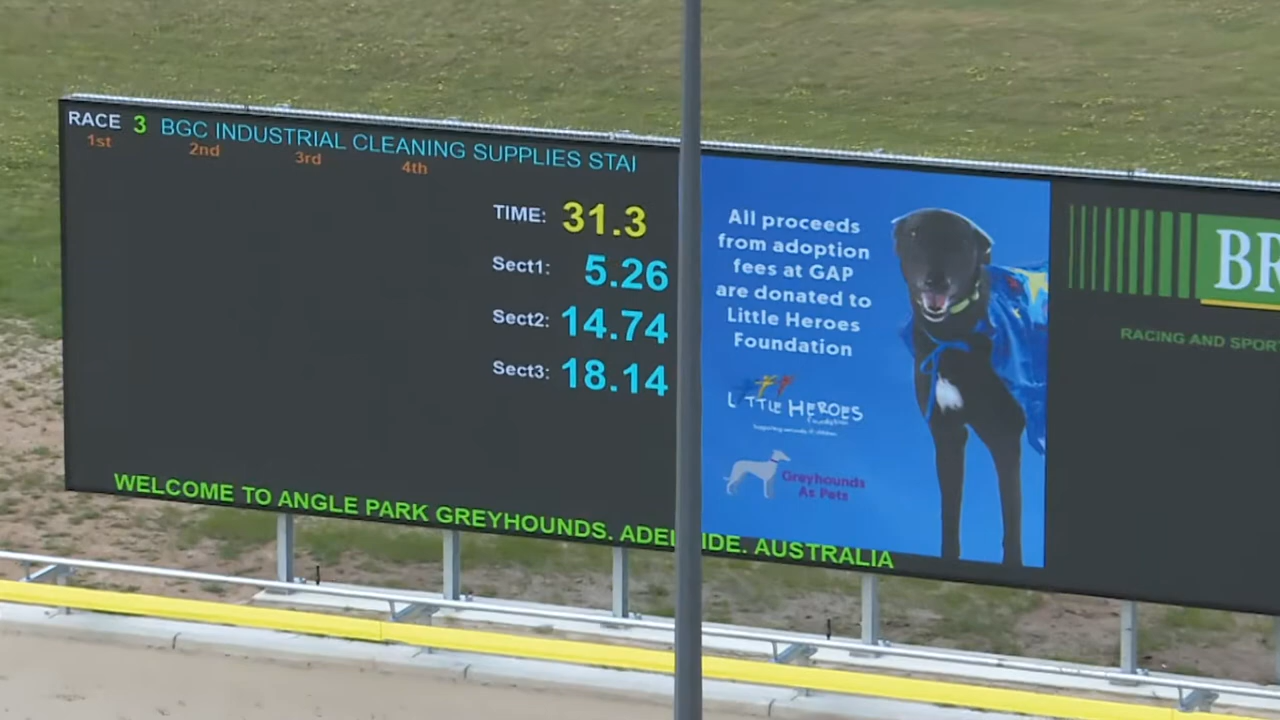 RACE 3 BGC INDUSTRIAL CLEANING SUPPLIES STAI
1st 2nd 3rd 4th
TIME: 31.3
Sect1: 5.26
Sect2: 14.74
Sect3: 18.14
WELCOME TO ANGLE PARK GREYHOUNDS. ADEL IDE. AUSTRALIA
All proceeds
from adoption
fees at GAP
are donated to
Little Heroes
Foundation
LITTLE HEROES
Foundation
Greyhounds
As Pets
BR
RACING AND SPORT